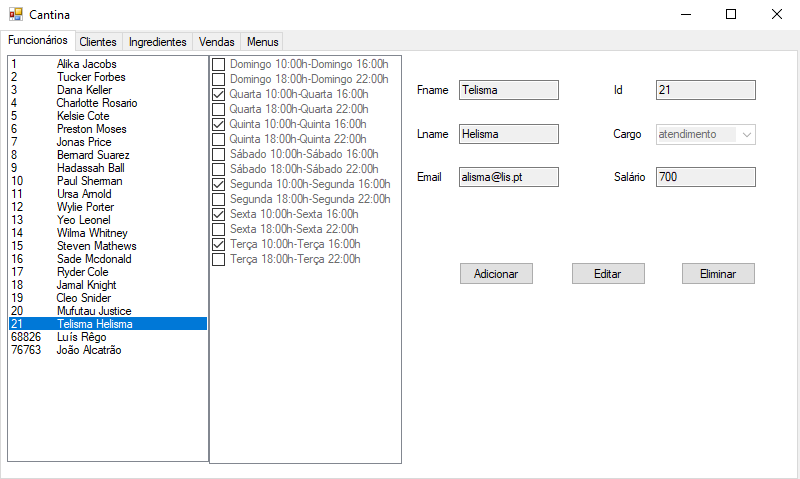 Cantina
Funcionários Clientes Ingredientes Vendas Menus
1 Alika Jacobs
2 Tucker Forbes
3 Dana Keller
4 Charlotte Rosario
5 Kelsie Cote
6 Preston Moses
7 Jonas Price
8 Bernard Suarez
9 Hadassah Ball
10 Paul Sherman
11 Ursa Arnold
12 Wylie Porter
13 Yeo Leonel
14 Wilma Whitney
15 Steven Mathews
16 Sade Mcdonald
17 Ryder Cole
18 Jamal Knight
19 Cleo Snider
20 Mufutau Justice
21 Telisma Helisma
68826 Luís Rêgo
76763 João Alcatrão
Domingo 10:00h-Domingo 16:00h
Domingo 18:00h-Domingo 22:00h
Quarta 10:00h-Quarta 16:00h
Quarta 18:00h-Quarta 22:00h
Quinta 10:00h-Quinta 16:00h
Quinta 18:00h-Quinta 22:00h
Sábado 10:00h-Sábado 16:00h
Sábado 18:00h-Sábado 22:00h
Segunda 10:00h-Segunda 16:00h
Segunda 18:00h-Segunda 22:00h
Sexta 10:00h-Sexta 16:00h
Sexta 18:00h-Sexta 22:00h
Terça 10:00h-Terça 16:00h
Terça 18:00h-Terça 22:00h
Fname Telisma Id 21
Lname Helisma Cargo atendimento
Email alisma@lis.pt Salário 700
Adicionar Editar Eliminar